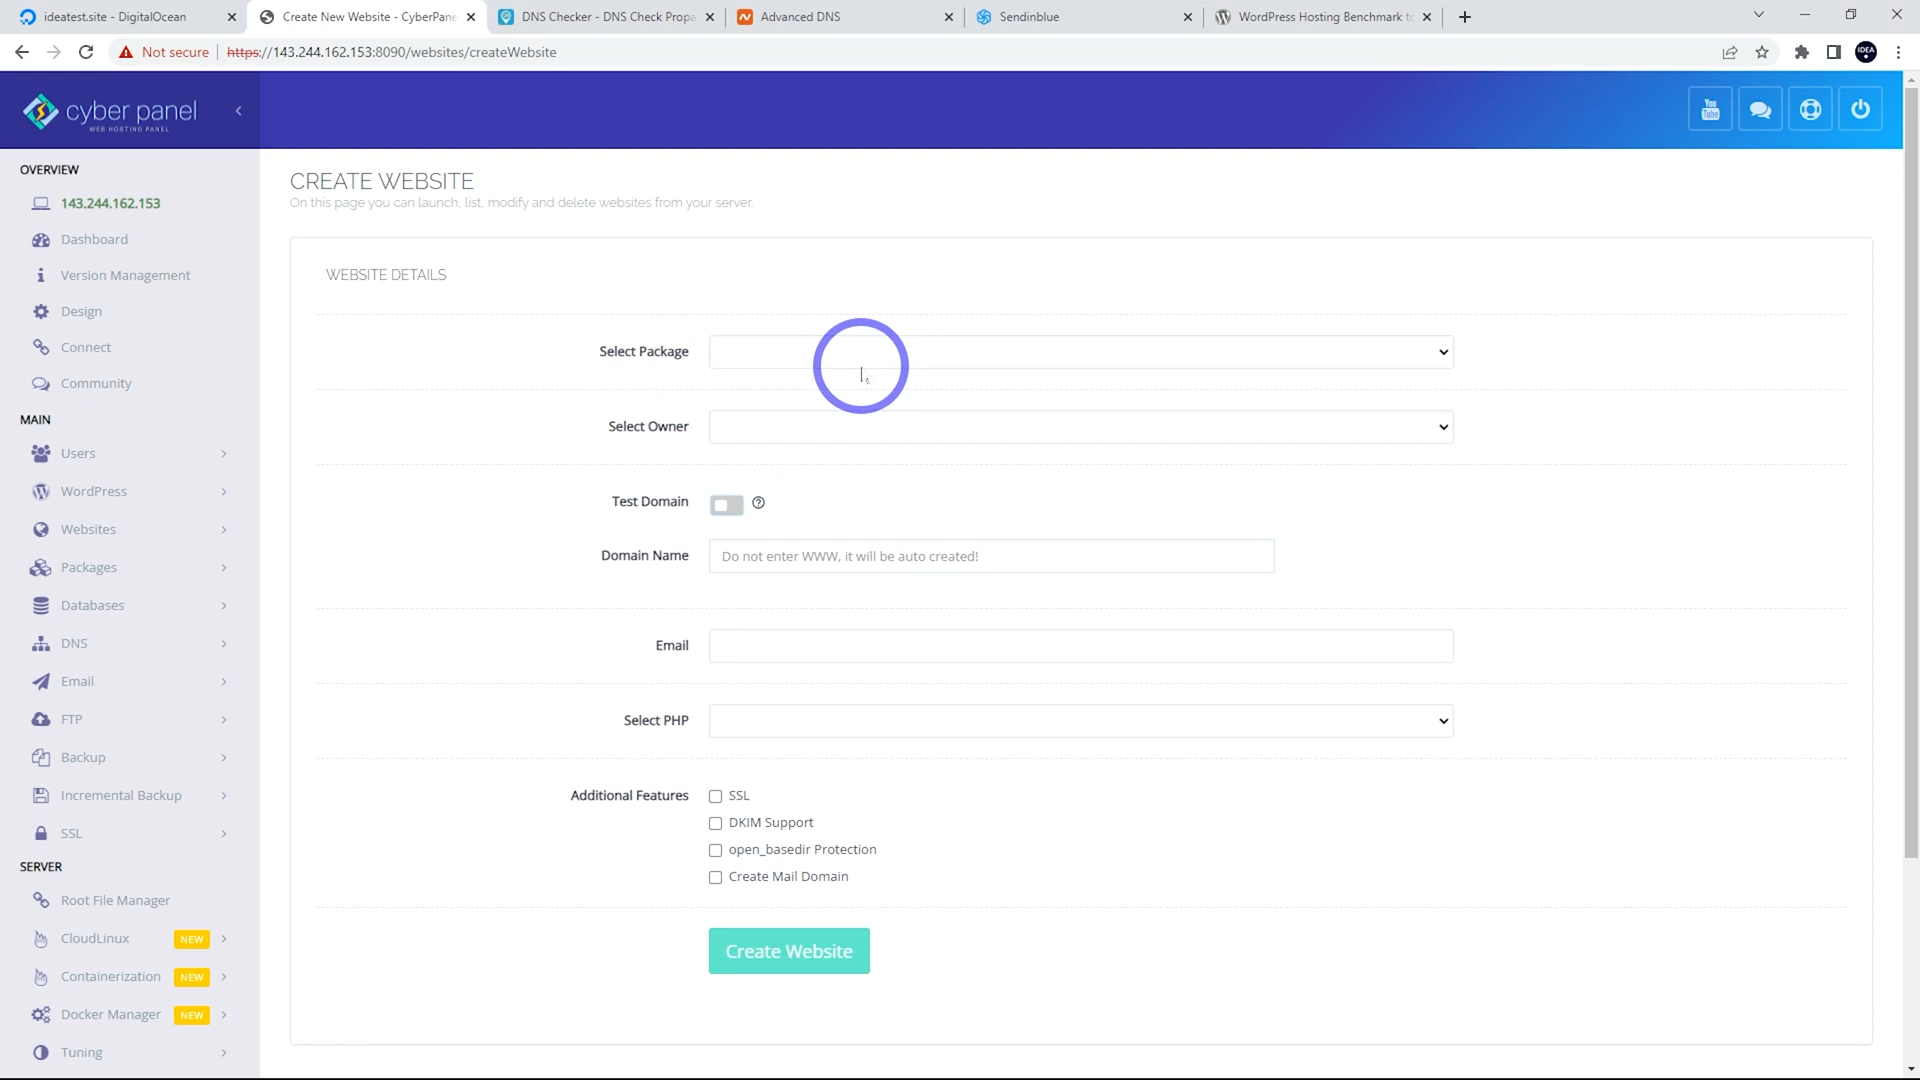 ideatest.site - DigitalOcean
Create New Website - CyberPane
DNS Checker - DNS Check Propa
Advanced DNS
Sendinblue
WordPress Hosting Benchmark to
Not secure
https://143.244.162.153:8090/websites/createWebsite
IDEA
cyber panel
WEB HOSTING PANEL
You
Tube
OVERVIEW
143.244.162.153
Dashboard
Version Management
Design
Connect
Community
MAIN
Users
WordPress
Websites
Packages
Databases
DNS
Email
FTP
Backup
Incremental Backup
SSL
SERVER
Root File Manager
CloudLinux NEW
Containerization NEW
Docker Manager NEW
Tuning
CREATE WEBSITE
On this page you can launch, list, modify and delete websites from your server.
WEBSITE DETAILS
Select Package
Select Owner
Test Domain
Domain Name Do not enter WWW, it will be auto created!
Email
Select PHP
Additional Features SSL
DKIM Support
open_basedir Protection
Create Mail Domain
Create Website